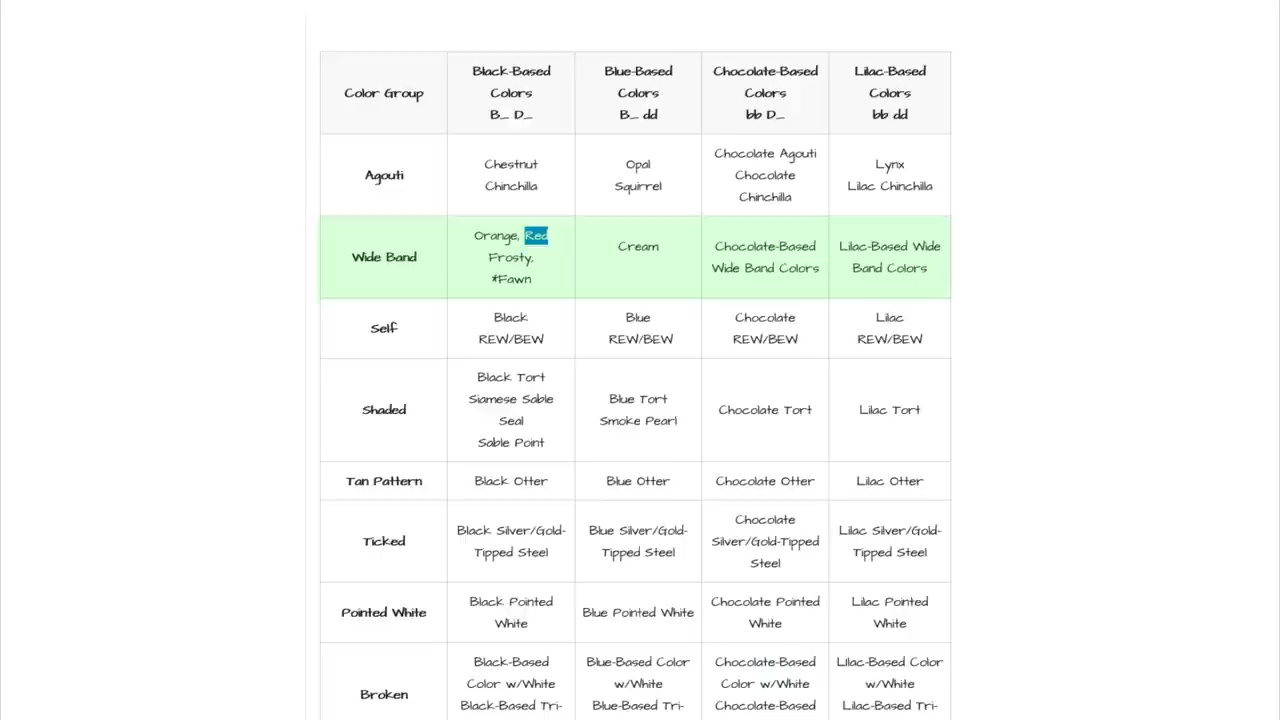 Color Group
Black-Based
Colors
B_ D_
Blue-Based
Colors
B_ dd
Chocolate-Based
Colors
bb D_
Lilac-Based
Colors
bb dd
Agouti
Chestnut
Chinchilla
Opal
Squirrel
Chocolate Agouti
Chocolate
Chinchilla
Lynx
Lilac Chinchilla
Wide Band
Orange, Red
Frosty,
*Fawn
Cream
Chocolate-Based
Wide Band Colors
Lilac-Based Wide
Band Colors
Self
Black
REW/BEW
Blue
REW/BEW
Chocolate
REW/BEW
Lilac
REW/BEW
Shaded
Black Tort
Siamese Sable
Seal
Sable Point
Blue Tort
Smoke Pearl
Chocolate Tort
Lilac Tort
Tan Pattern
Black Otter
Blue Otter
Chocolate Otter
Lilac Otter
Ticked
Black Silver/Gold-
Tipped Steel
Blue Silver/Gold-
Tipped Steel
Chocolate
Silver/Gold-Tipped
Steel
Lilac Silver/Gold-
Tipped Steel
Pointed White
Black Pointed
White
Blue Pointed White
Chocolate Pointed
White
Lilac Pointed
White
Broken
Black-Based
Color w/White
Black-Based Tri-
Blue-Based Color
w/White
Blue-Based Tri-
Chocolate-Based
Color w/White
Chocolate-Based
Lilac-Based Color
w/White
Lilac-Based Tri-